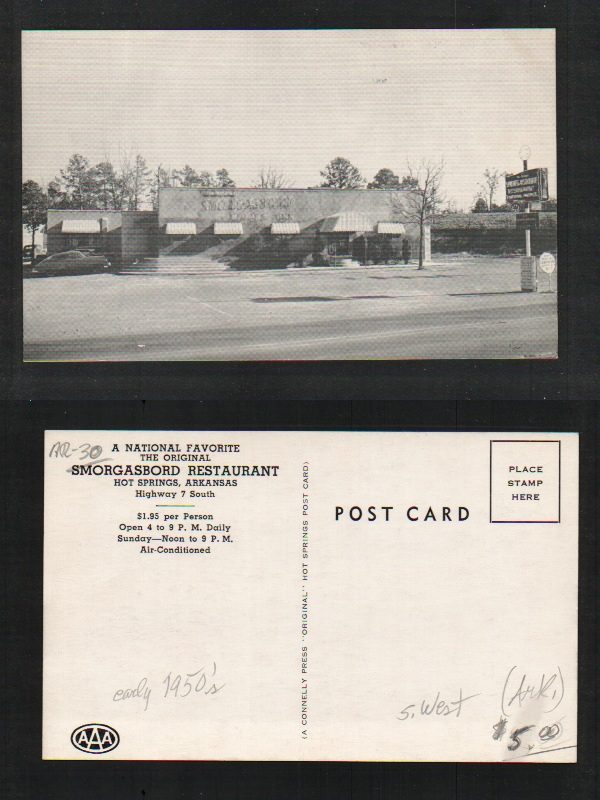 SMORGASBORD
AR-30
A NATIONAL FAVORITE
THE ORIGINAL
SMORGASBORD RESTAURANT
HOT SPRINGS, ARKANSAS
Highway 7 South
$1.95 per Person
Open 4 to 9 P. M. Daily
Sunday—Noon to 9 P. M.
Air-Conditioned
early 1950's
AAA
(A CONNELLY PRESS "ORIGINAL" HOT SPRINGS POST CARD)
POST CARD
PLACE
STAMP
HERE
S. West
(Ark.)
$5.00